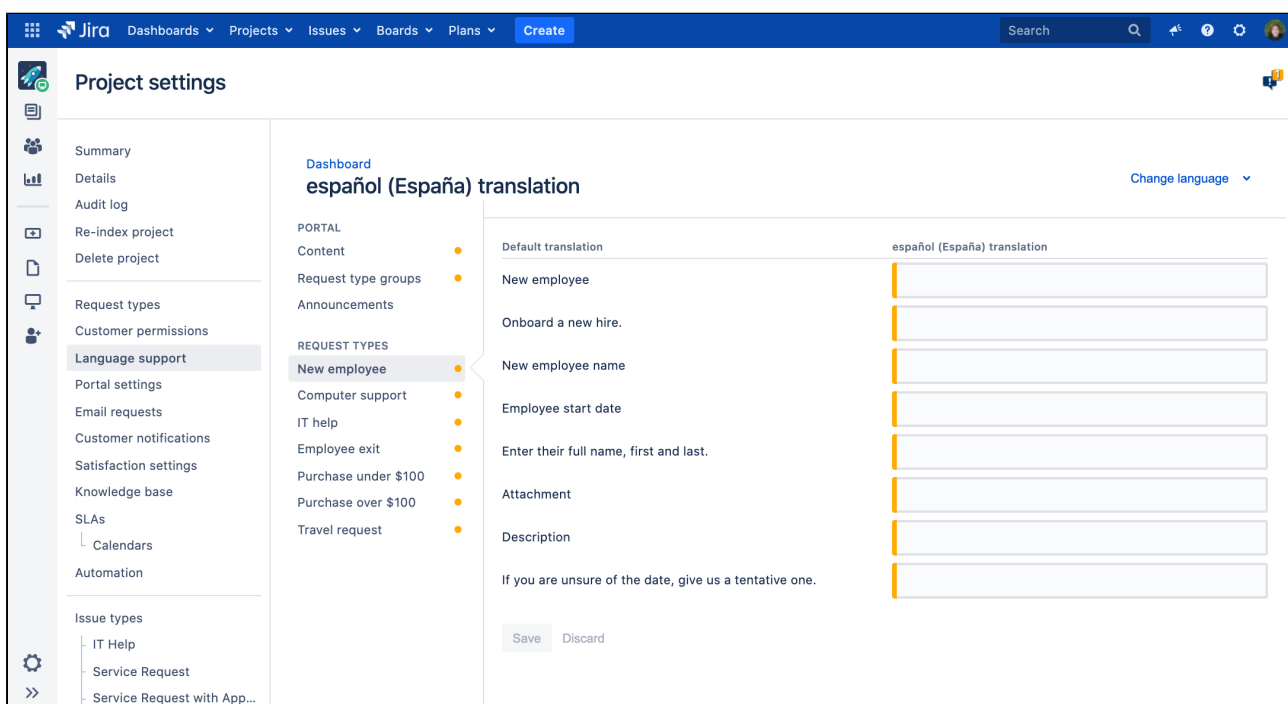 Jira Dashboards Projects Issues Boards Plans Create Search
Project settings
1
Summary
Details
Audit log
Re-index project
Delete project
Request types
Customer permissions
Language support
Portal settings
Email requests
Customer notifications
Satisfaction settings
Knowledge base
SLAs
Calendars
Automation
Issue types
IT Help
Service Request
Service Request with App...
Dashboard
español (España) translation
Change language
PORTAL
Content
Request type groups
Announcements
REQUEST TYPES
New employee
Computer support
IT help
Employee exit
Purchase under $100
Purchase over $100
Travel request
Default translation español (España) translation
New employee
Onboard a new hire.
New employee name
Employee start date
Enter their full name, first and last.
Attachment
Description
If you are unsure of the date, give us a tentative one.
Save Discard